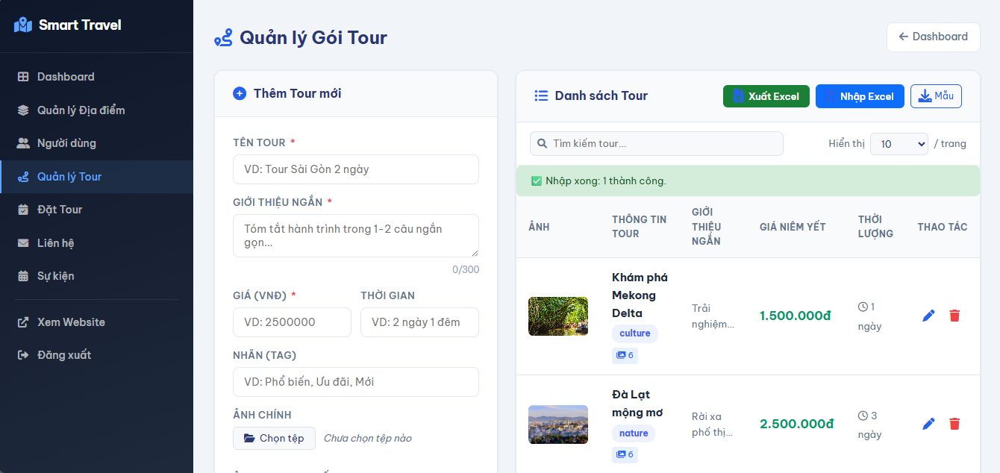 Smart Travel
Dashboard
Quản lý Địa điểm
Người dùng
Quản lý Tour
Đặt Tour
Liên hệ
Sự kiện
Xem Website
Đăng xuất
Quản lý Gói Tour
Dashboard
Thêm Tour mới
TÊN TOUR *
VD: Tour Sài Gòn 2 ngày
GIỚI THIỆU NGẮN *
Tóm tắt hành trình trong 1-2 câu ngắn
gọn...
0/300
GIÁ (VNĐ) *
THỜI GIAN
VD: 2500000
VD: 2 ngày 1 đêm
NHÃN (TAG)
VD: Phổ biến, Ưu đãi, Mới
ẢNH CHÍNH
Chọn tệp
Chưa chọn tệp nào
Danh sách Tour
Xuất Excel
Nhập Excel
Mẫu
Tìm kiếm tour...
Hiển thị
10
/ trang
Nhập xong: 1 thành công.
ẢNH
THÔNG TIN
TOUR
GIỚI
THIỆU
NGẮN
GIÁ NIÊM YẾT
THỜI
LƯỢNG
THAO TÁC
Khám phá
Mekong
Delta
culture
6
Trải
nghiệm...
1.500.000đ
1
ngày
Đà Lạt
mộng mơ
nature
6
Rời xa
phố thị...
2.500.000đ
3
ngày